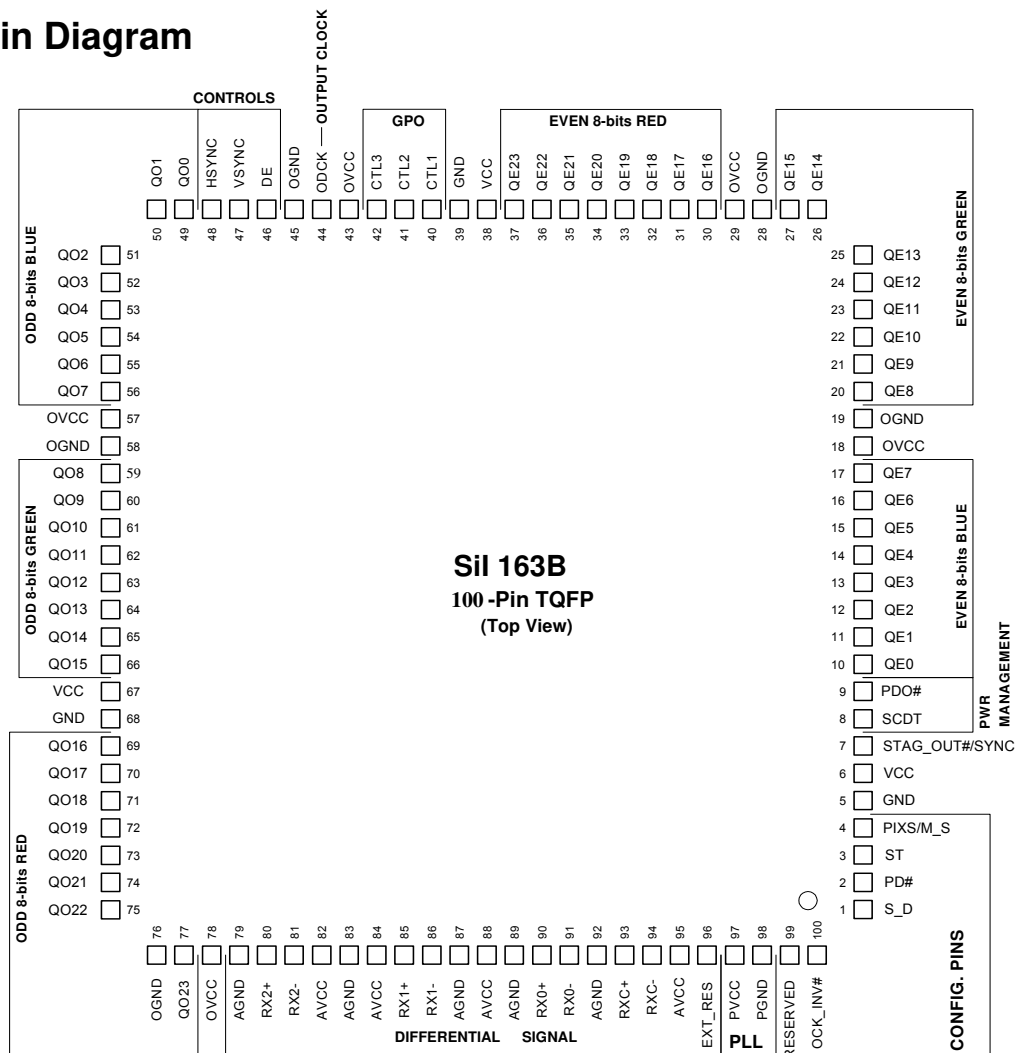 in Diagram
CONTROLS
OUTPUT CLOCK
GPO
EVEN 8-bits RED
QO1
QO0
HSYNC
VSYNC
DE
OGND
ODCK
OVCC
CTL3
CTL2
CTL1
GND
VCC
QE23
QE22
QE21
QE20
QE19
QE18
QE17
QE16
OVCC
OGND
QE15
QE14
50 49 48 47 46 45 44 43 42 41 40 39 38 37 36 35 34 33 32 31 30 29 28 27 26
ODD 8-bits BLUE
QO2 51
QO3 52
QO4 53
QO5 54
QO6 55
QO7 56
OVCC 57
OGND 58
ODD 8-bits GREEN
QO8 59
QO9 60
QO10 61
QO11 62
QO12 63
QO13 64
QO14 65
QO15 66
VCC 67
GND 68
ODD 8-bits RED
QO16 69
QO17 70
QO18 71
QO19 72
QO20 73
QO21 74
QO22 75
SiI 163B
100 -Pin TQFP
(Top View)
25 QE13
24 QE12
23 QE11
22 QE10
21 QE9
20 QE8
EVEN 8-bits GREEN
19 OGND
18 OVCC
17 QE7
16 QE6
15 QE5
14 QE4
13 QE3
12 QE2
11 QE1
10 QE0
EVEN 8-bits BLUE
9 PDO#
8 SCDT
PWR
MANAGEMENT
7 STAG_OUT#/SYNC
6 VCC
5 GND
4 PIXS/M_S
3 ST
2 PD#
1 S_D
CONFIG. PINS
76 77 78 79 80 81 82 83 84 85 86 87 88 89 90 91 92 93 94 95 96 97 98 99 100
OGND
QO23
OVCC
AGND
RX2+
RX2-
AVCC
AGND
AVCC
RX1+
RX1-
AGND
AVCC
AGND
RX0+
RX0-
AGND
RXC+
RXC-
AVCC
EXT_RES
PVCC
PGND
RESERVED
OCK_INV#
DIFFERENTIAL SIGNAL
PLL